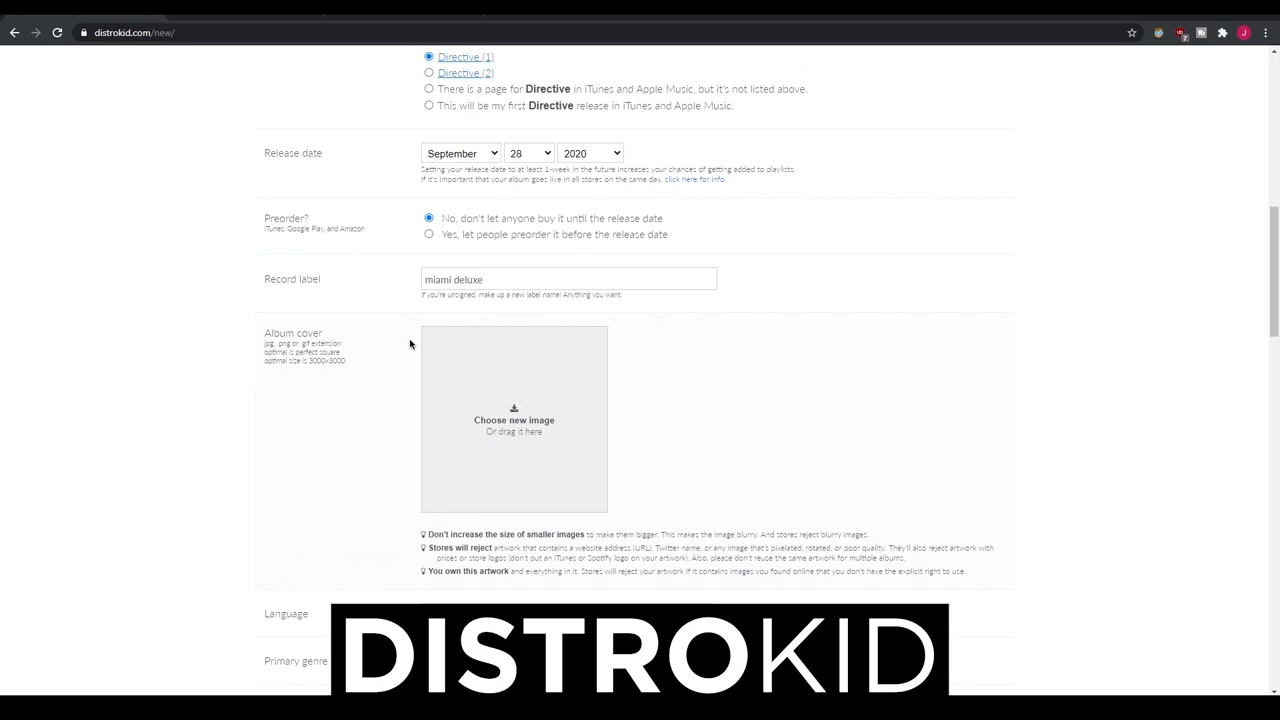 distrokid.com/new/
7
J
Directive (1)
Directive (2)
There is a page for Directive in iTunes and Apple Music, but it's not listed above.
This will be my first Directive release in iTunes and Apple Music.
Release date
September 28 2020
Setting your release date to at least 1-week in the future increases your chances of getting added to playlists.
If it's important that your album goes live in all stores on the same day, click here for info.
Preorder?
iTunes, Google Play, and Amazon
No, don't let anyone buy it until the release date
Yes, let people preorder it before the release date
Record label
miami deluxe
If you're unsigned, make up a new label name! Anything you want.
Album cover
jpg, .png or .gif extension
optimal is perfect square
optimal size is 3000x3000
Choose new image
Or drag it here
Don't increase the size of smaller images to make them bigger. This makes the image blurry. And stores reject blurry images.
Stores will reject artwork that contains a website address (URL), Twitter name, or any image that's pixelated, rotated, or poor quality. They'll also reject artwork with
prices or store logos (don't put an iTunes or Spotify logo on your artwork). Also, please don't reuse the same artwork for multiple albums.
You own this artwork and everything in it. Stores will reject your artwork if it contains images you found online that you don't have the explicit right to use.
Language
Primary genre
DISTROKID